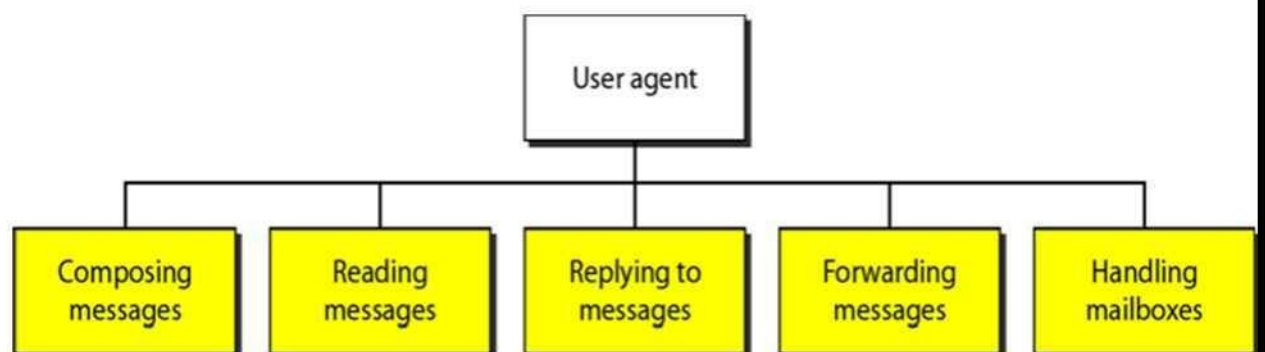 User agent
Composing
messages
Reading
messages
Replying to
messages
Forwarding
messages
Handling
mailboxes